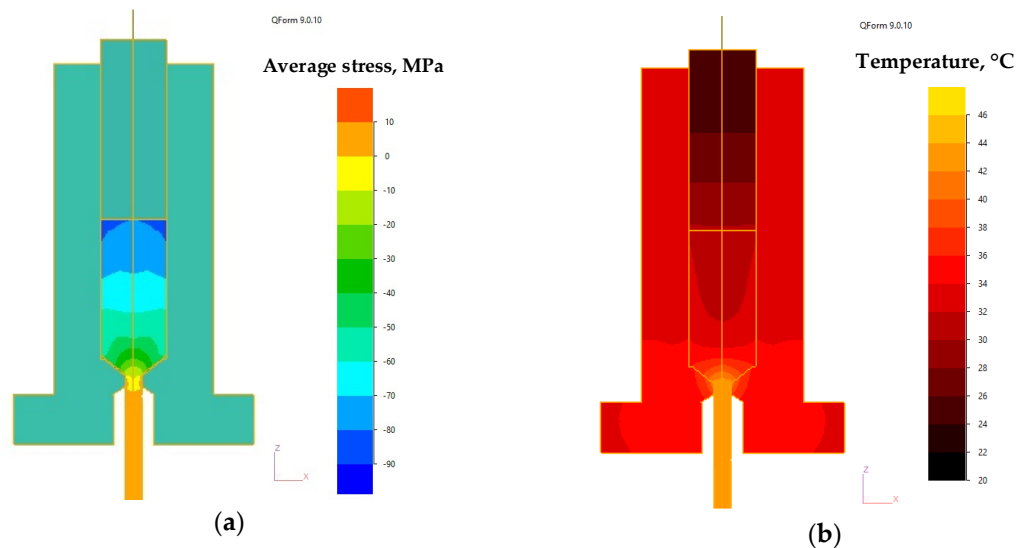 QForm 9.0.10
Average stress, MPa
10
0
-10
-20
-30
-40
-50
-60
-70
-80
-90
Z
X
(a)
QForm 9.0.10
Temperature, °C
46
44
42
40
38
36
34
32
30
28
26
24
22
20
Z
X
(b)